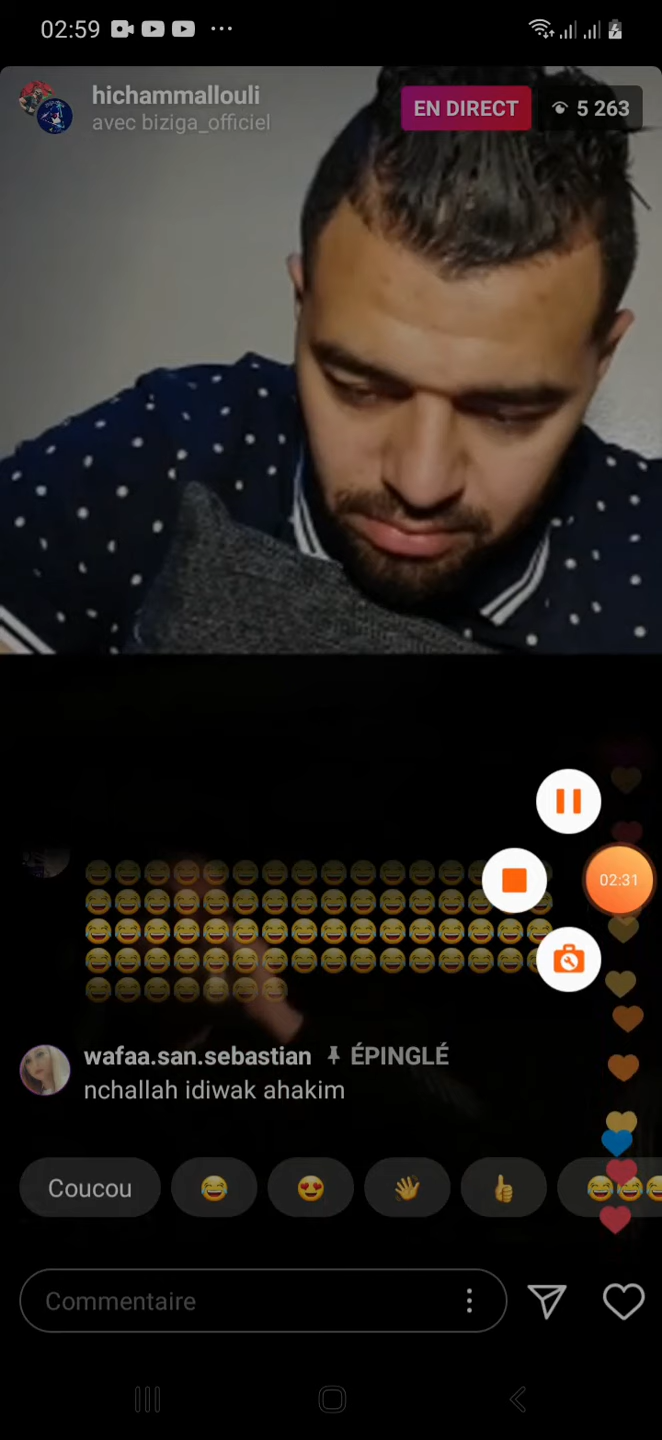 02:59
hichammallouli
avec biziga_officiel
EN DIRECT
5 263
02:31
wafaa.san.sebastian ÉPINGLÉ
nchallah idiwak ahakim
Coucou
Commentaire